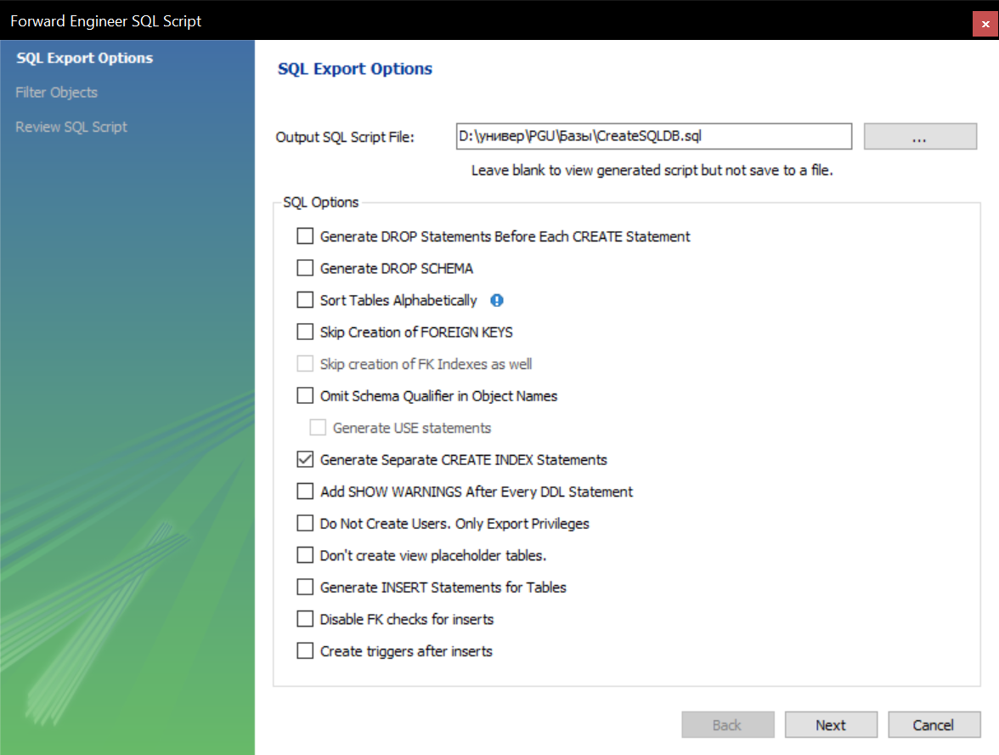 Forward Engineer SQL Script
SQL Export Options
Filter Objects
Review SQL Script
SQL Export Options
Output SQL Script File:
D:\универ\PGU\Базы\CreateSQLDB.sql
...
Leave blank to view generated script but not save to a file.
SQL Options
Generate DROP Statements Before Each CREATE Statement
Generate DROP SCHEMA
Sort Tables Alphabetically
Skip Creation of FOREIGN KEYS
Skip creation of FK Indexes as well
Omit Schema Qualifier in Object Names
Generate USE statements
Generate Separate CREATE INDEX Statements
Add SHOW WARNINGS After Every DDL Statement
Do Not Create Users. Only Export Privileges
Don't create view placeholder tables.
Generate INSERT Statements for Tables
Disable FK checks for inserts
Create triggers after inserts
Back
Next
Cancel